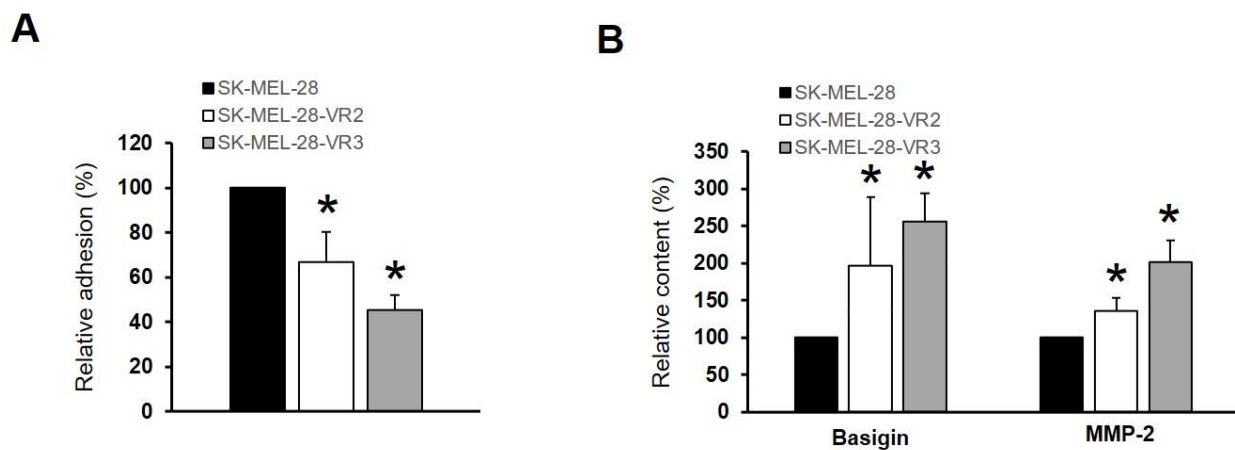 A
SK-MEL-28
SK-MEL-28-VR2
SK-MEL-28-VR3
Relative adhesion (%)
120
100
80
60
40
20
0
*
*
B
SK-MEL-28
SK-MEL-28-VR2
SK-MEL-28-VR3
Relative content (%)
350
300
250
200
150
100
50
0
* *
* *
Basigin MMP-2